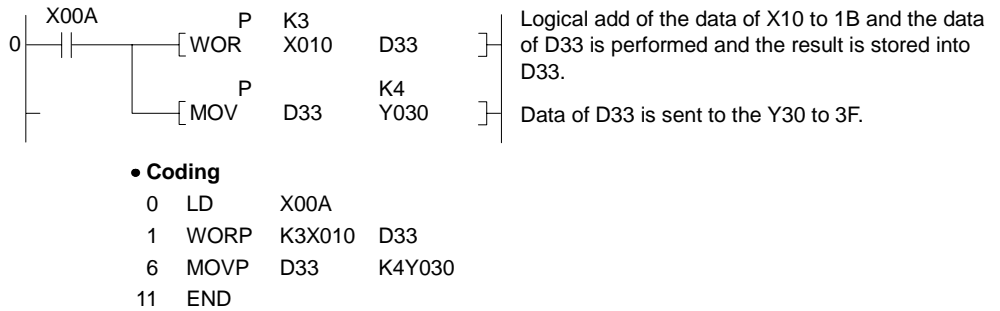 X00A
P K3
0 WOR X010 D33
Logical add of the data of X10 to 1B and the data
of D33 is performed and the result is stored into
D33.
P K4
MOV D33 Y030
Data of D33 is sent to the Y30 to 3F.
• Coding
0 LD X00A
1 WORP K3X010 D33
6 MOVP D33 K4Y030
11 END